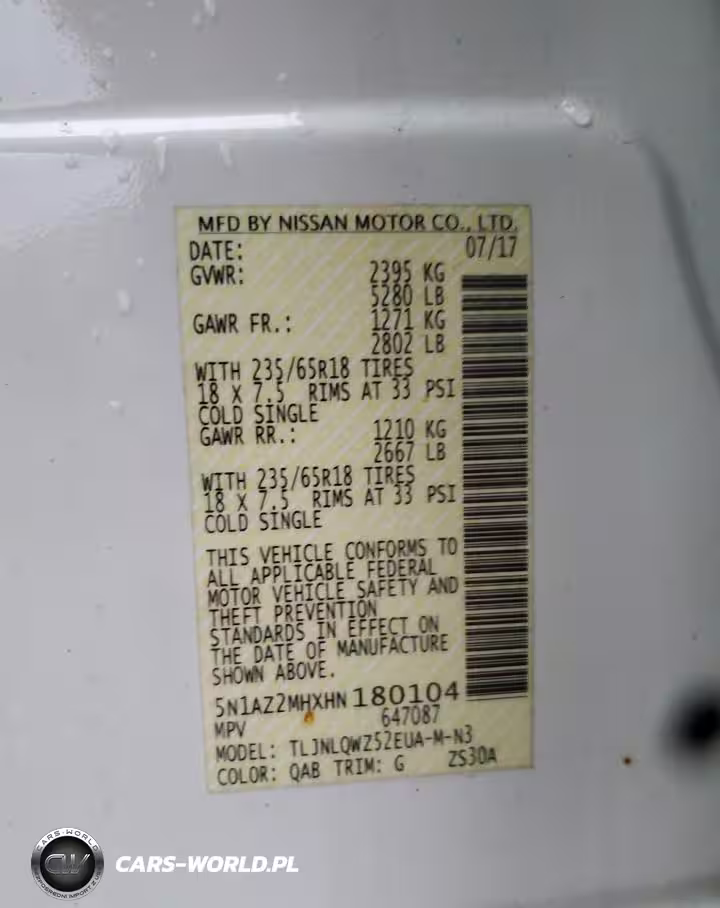 MFD BY NISSAN MOTOR CO., LTD.
DATE: 07/17
GVWR: 2395 KG
5280 LB
GAWR FR.: 1271 KG
2802 LB
WITH 235/65R18 TIRES
18 X 7.5 RIMS AT 33 PSI
COLD SINGLE
GAWR RR.: 1210 KG
2667 LB
WITH 235/65R18 TIRES
18 X 7.5 RIMS AT 33 PSI
COLD SINGLE
THIS VEHICLE CONFORMS TO
ALL APPLICABLE FEDERAL
MOTOR VEHICLE SAFETY AND
THEFT PREVENTION
STANDARDS IN EFFECT ON
THE DATE OF MANUFACTURE
SHOWN ABOVE.
5N1AZ2MHXHN180104
MPV 647087
MODEL: TLJNLQWZ52EUA-M-N3
COLOR: QAB TRIM: G ZS30A
CARS-WORLD
CW
CARS-WORLD.PL